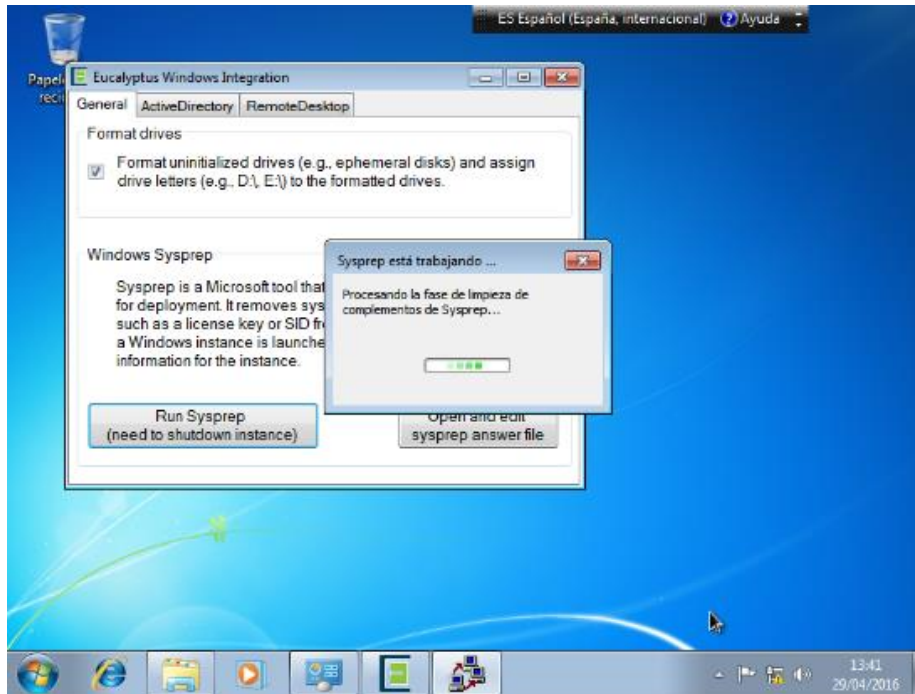 ES Español (España, internacional) Ayuda
Eucalyptus Windows Integration
General ActiveDirectory RemoteDesktop
Format drives
Format uninitialized drives (e.g., ephemeral disks) and assign
drive letters (e.g., D:\, E:\) to the formatted drives.
Windows Sysprep
Sysprep is a Microsoft tool that
for deployment. It removes sys
such as a license key or SID fr
a Windows instance is launche
information for the instance.
Sysprep está trabajando ...
Procesando la fase de limpieza de
complementos de Sysprep...
Run Sysprep
(need to shutdown instance)
Open and edit
sysprep answer file
13:41
29/04/2016